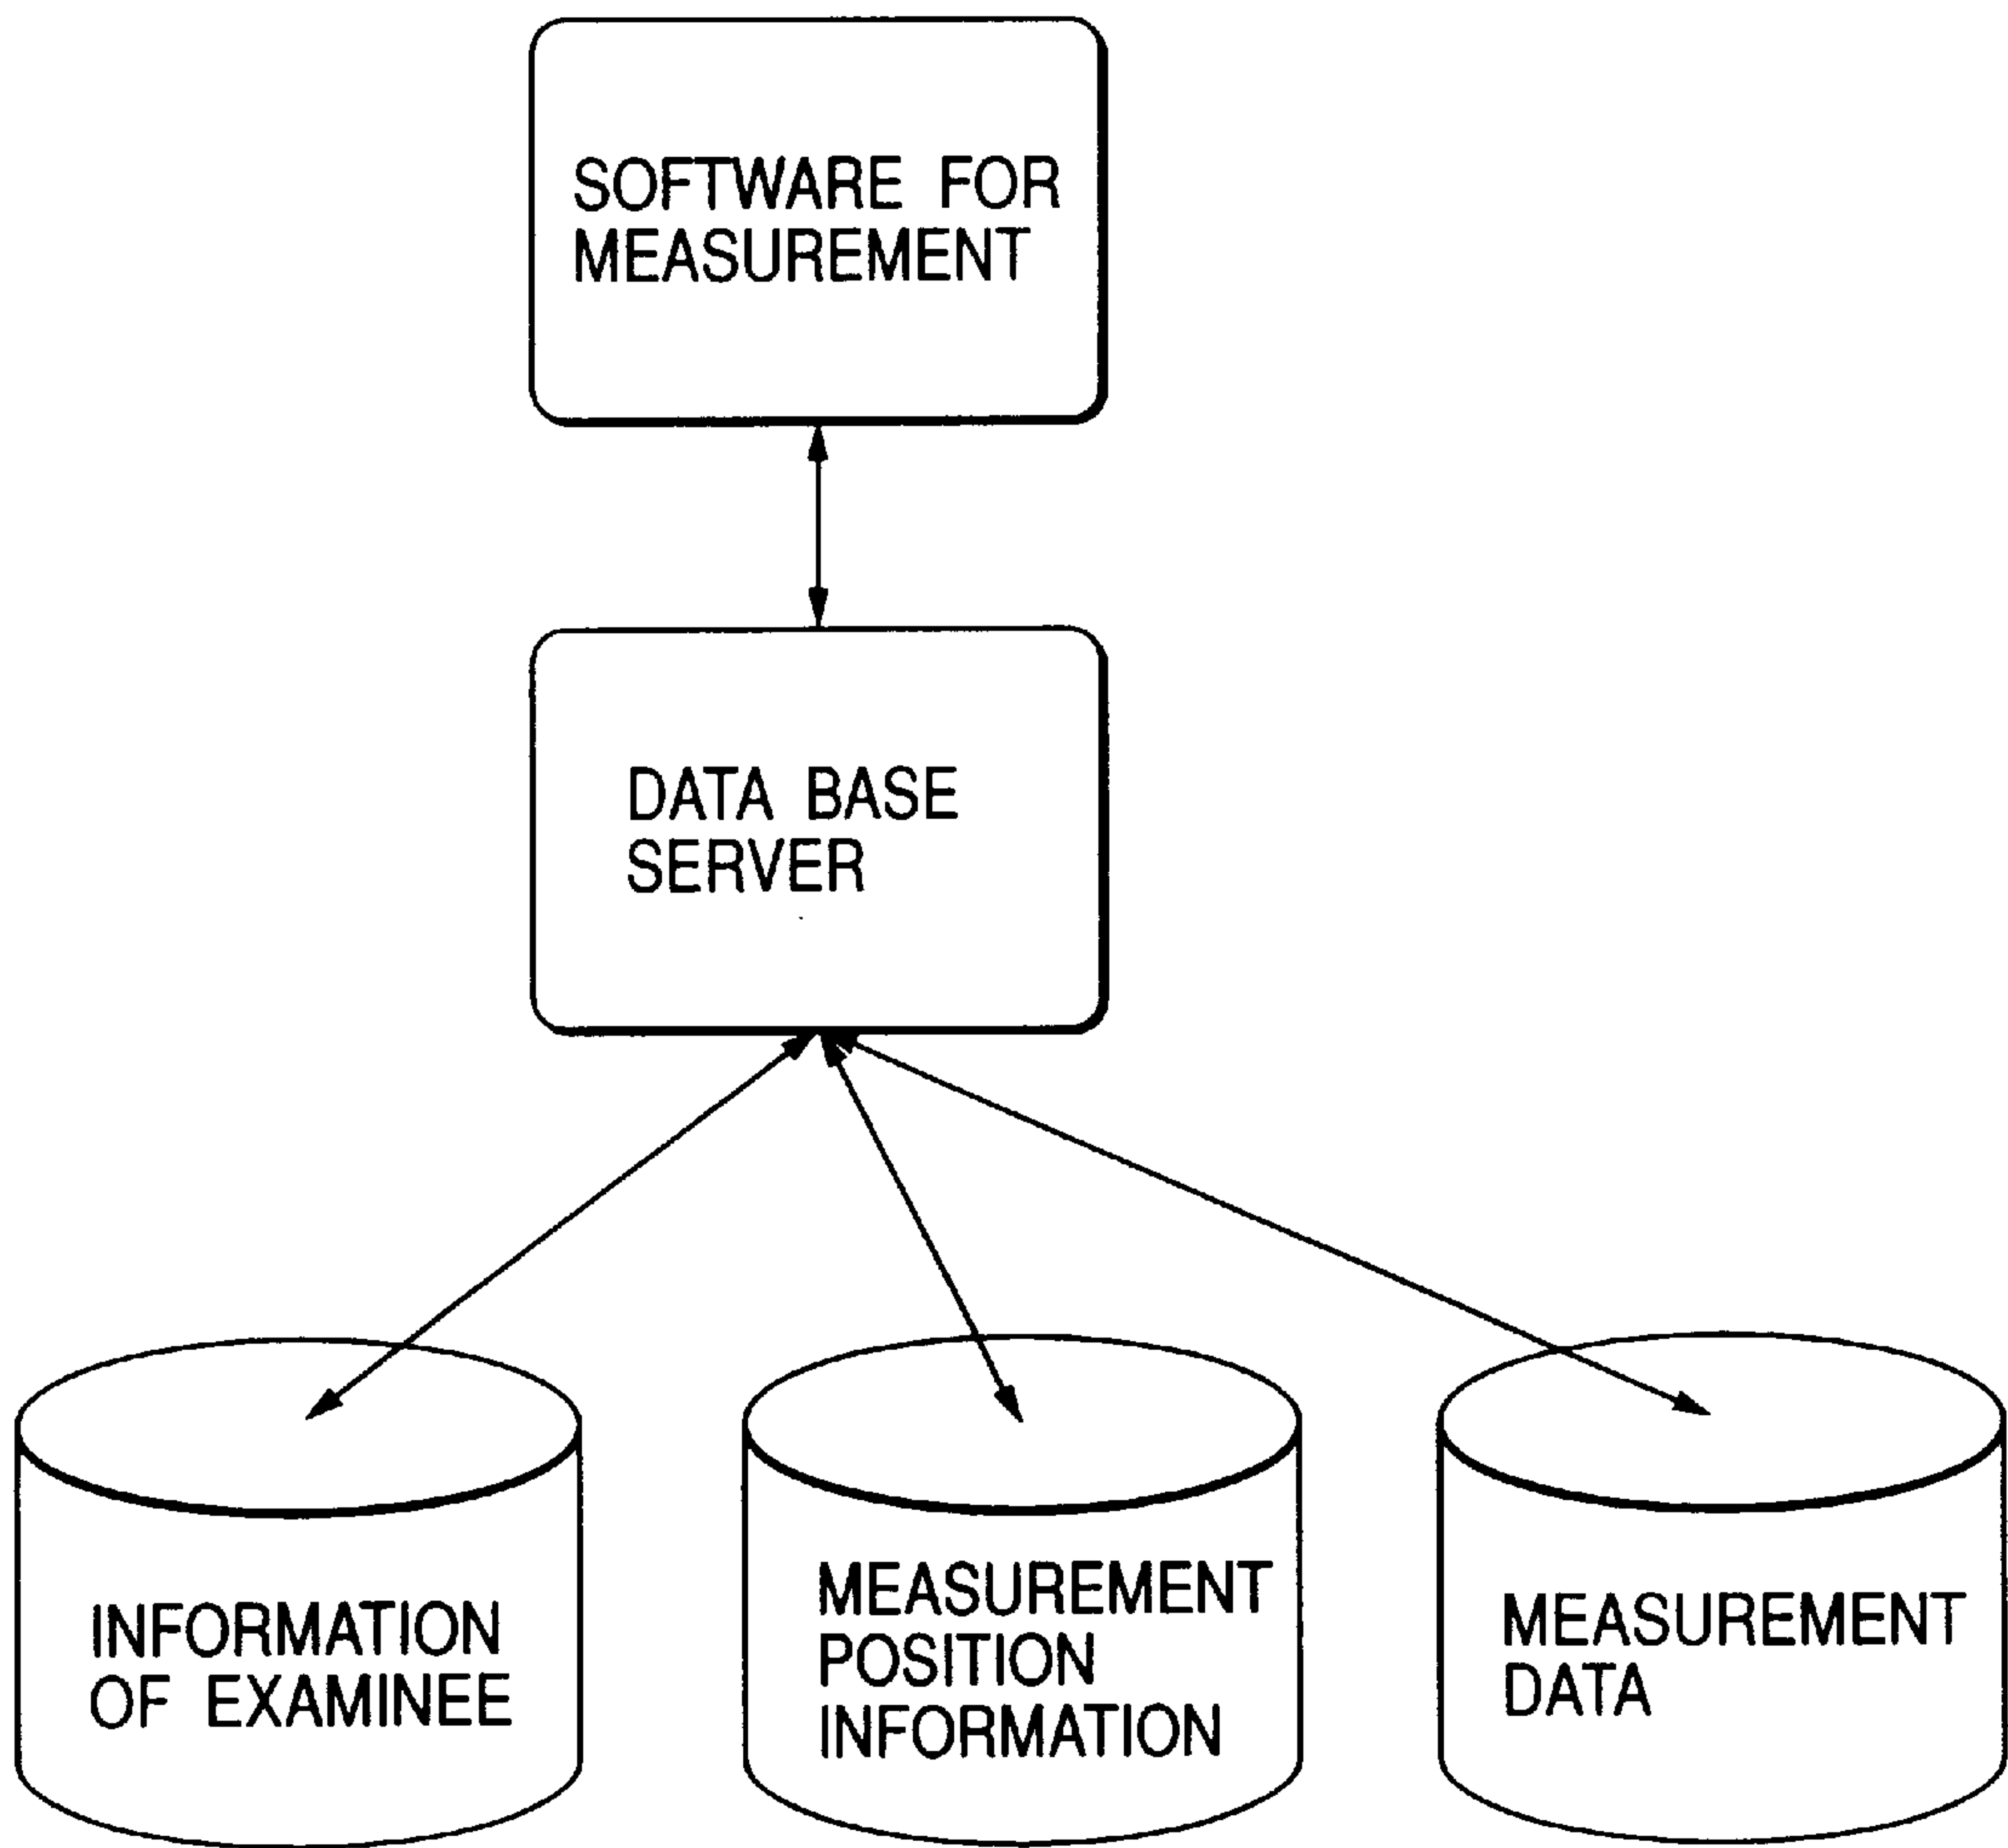 SOFTWARE FOR
MEASUREMENT
DATA BASE
SERVER
INFORMATION
OF EXAMINEE
MEASUREMENT
POSITION
INFORMATION
MEASUREMENT
DATA